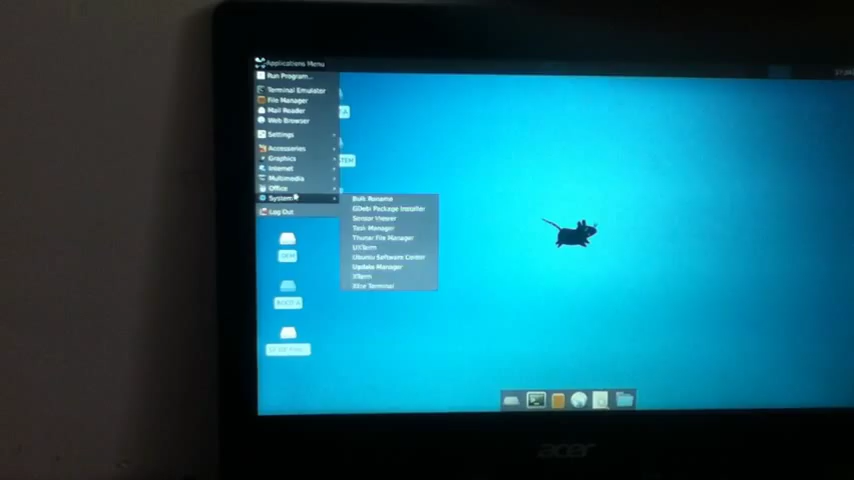 Applications Menu
Run Program...
Terminal Emulator
File Manager
Mail Reader
Web Browser
Settings
Accessories
Graphics
Internet
Multimedia
Office
System
Log Out
Bulk Rename
GDebi Package Installer
Sensor Viewer
Task Manager
Thunar File Manager
UXTerm
Ubuntu Software Center
Update Manager
XTerm
Xfce Terminal
OEM
ROOT-A
acer